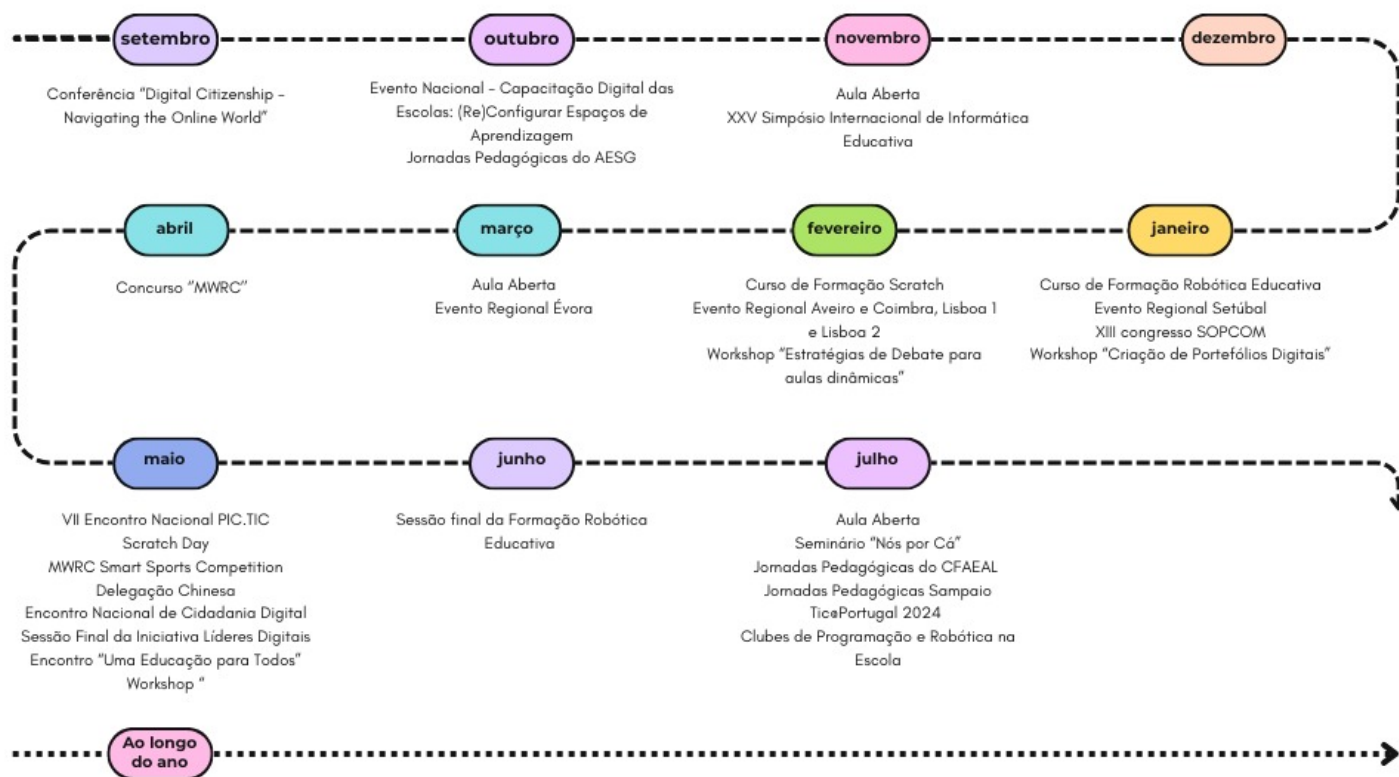 setembro
Conferência "Digital Citizenship -
Navigating the Online World"
outubro
Evento Nacional - Capacitação Digital das
Escolas: (Re)Configurar Espaços de
Aprendizagem
Jornadas Pedagógicas do AESG
novembro
Aula Aberta
XXV Simpósio Internacional de Informática
Educativa
dezembro
abril
Concurso "MWRC"
março
Aula Aberta
Evento Regional Évora
fevereiro
Curso de Formação Scratch
Evento Regional Aveiro e Coimbra, Lisboa 1
e Lisboa 2
Workshop "Estratégias de Debate para
aulas dinâmicas"
janeiro
Curso de Formação Robótica Educativa
Evento Regional Setúbal
XIII congresso SOPCOM
Workshop "Criação de Portefólios Digitais"
maio
VII Encontro Nacional PIC.TIC
Scratch Day
MWRC Smart Sports Competition
Delegação Chinesa
Encontro Nacional de Cidadania Digital
Sessão Final da Iniciativa Líderes Digitais
Encontro "Uma Educação para Todos"
Workshop "
junho
Sessão final da Formação Robótica
Educativa
julho
Aula Aberta
Seminário "Nós por Cá"
Jornadas Pedagógicas do CFAEAL
Jornadas Pedagógicas Sampaio
Tic@Portugal 2024
Clubes de Programação e Robótica na
Escola
Ao longo
do ano